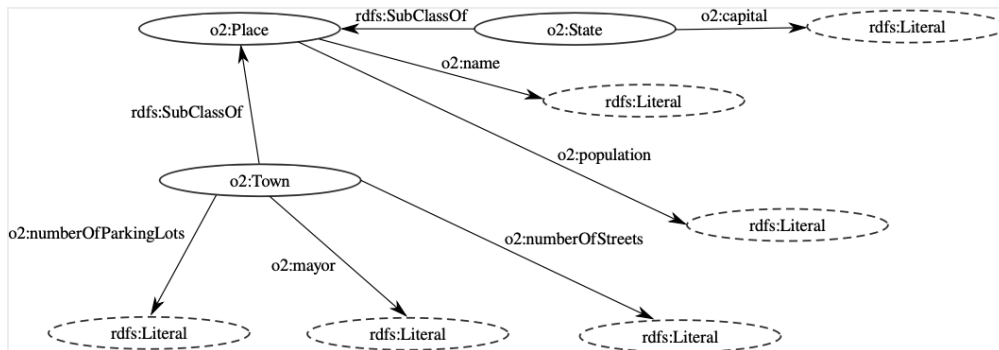 rdfs:SubClassOf
o2:capital
o2:Place
o2:State
rdfs:Literal
o2:name
rdfs:Literal
rdfs:SubClassOf
o2:population
o2:Town
rdfs:Literal
o2:numberOfParkingLots
o2:numberOfStreets
o2:mayor
rdfs:Literal
rdfs:Literal
rdfs:Literal